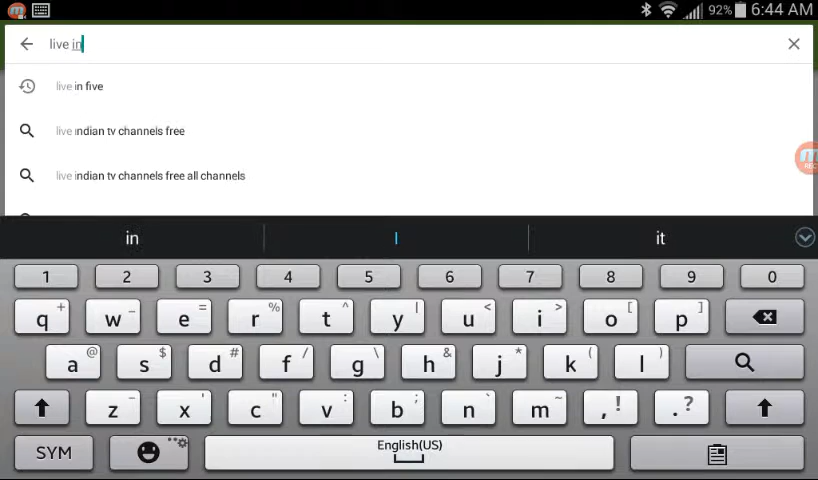 92% 6:44 AM
live in
live in five
live indian tv channels free
live indian tv channels free all channels
REC
in I it
1 2 3 4 5 6 7 8 9 0
q + w _ e = r % t ^ y | u < i > o [ p ]
a @ s $ d # f / g \ h & j * k ( l )
z - x ' c " v : b ; n ` m ~ , ! . ?
SYM English(US)